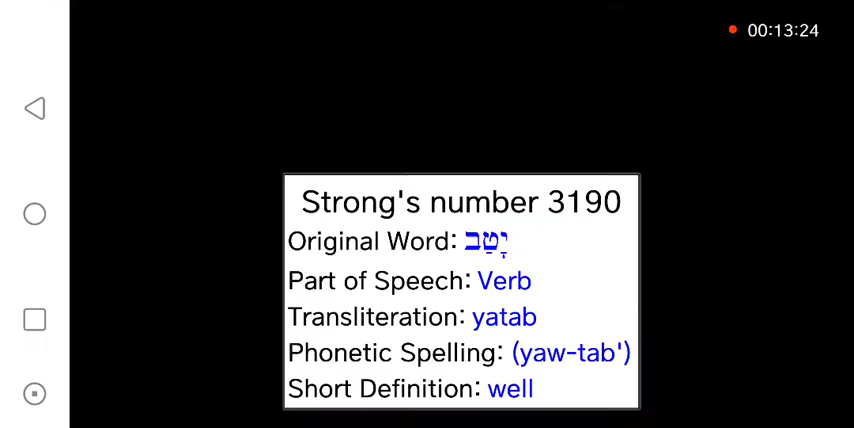 00:13:24
Strong's number 3190
Original Word: יָטַב
Part of Speech: Verb
Transliteration: yatab
Phonetic Spelling: (yaw-tab')
Short Definition: well